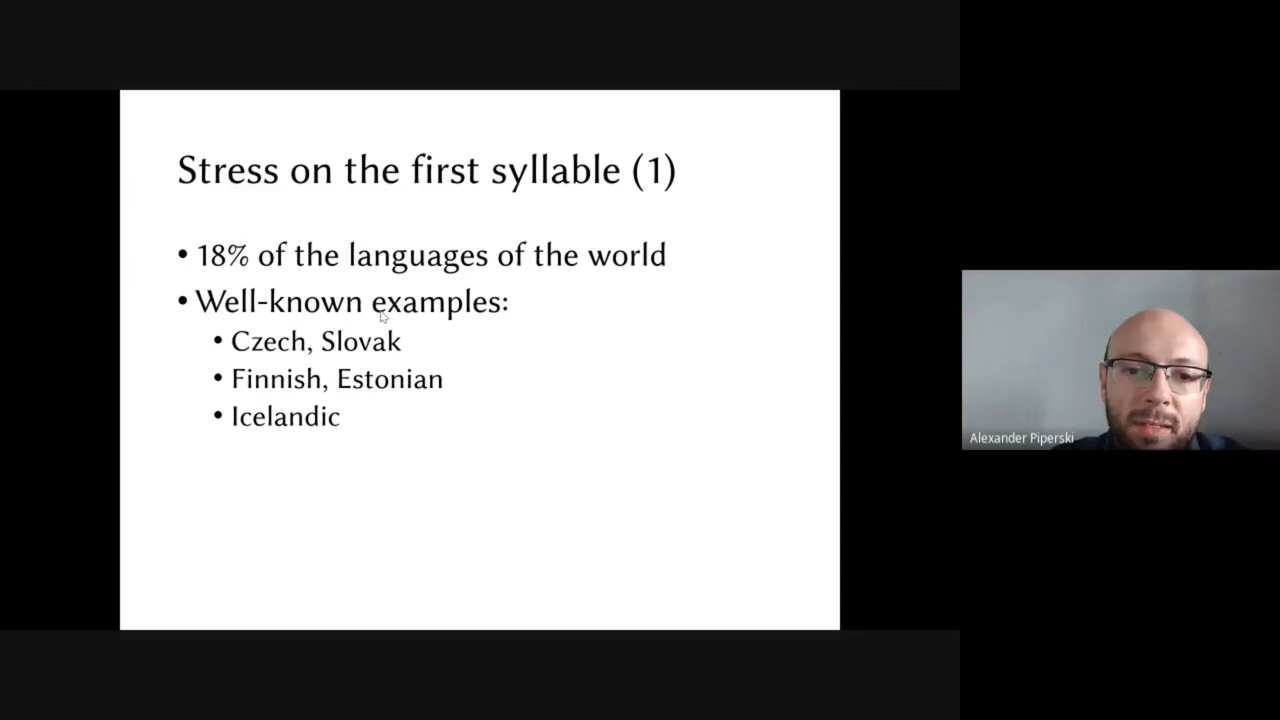 Stress on the first syllable (1)
• 18% of the languages of the world
• Well-known examples:
• Czech, Slovak
• Finnish, Estonian
• Icelandic
Alexander Piperski